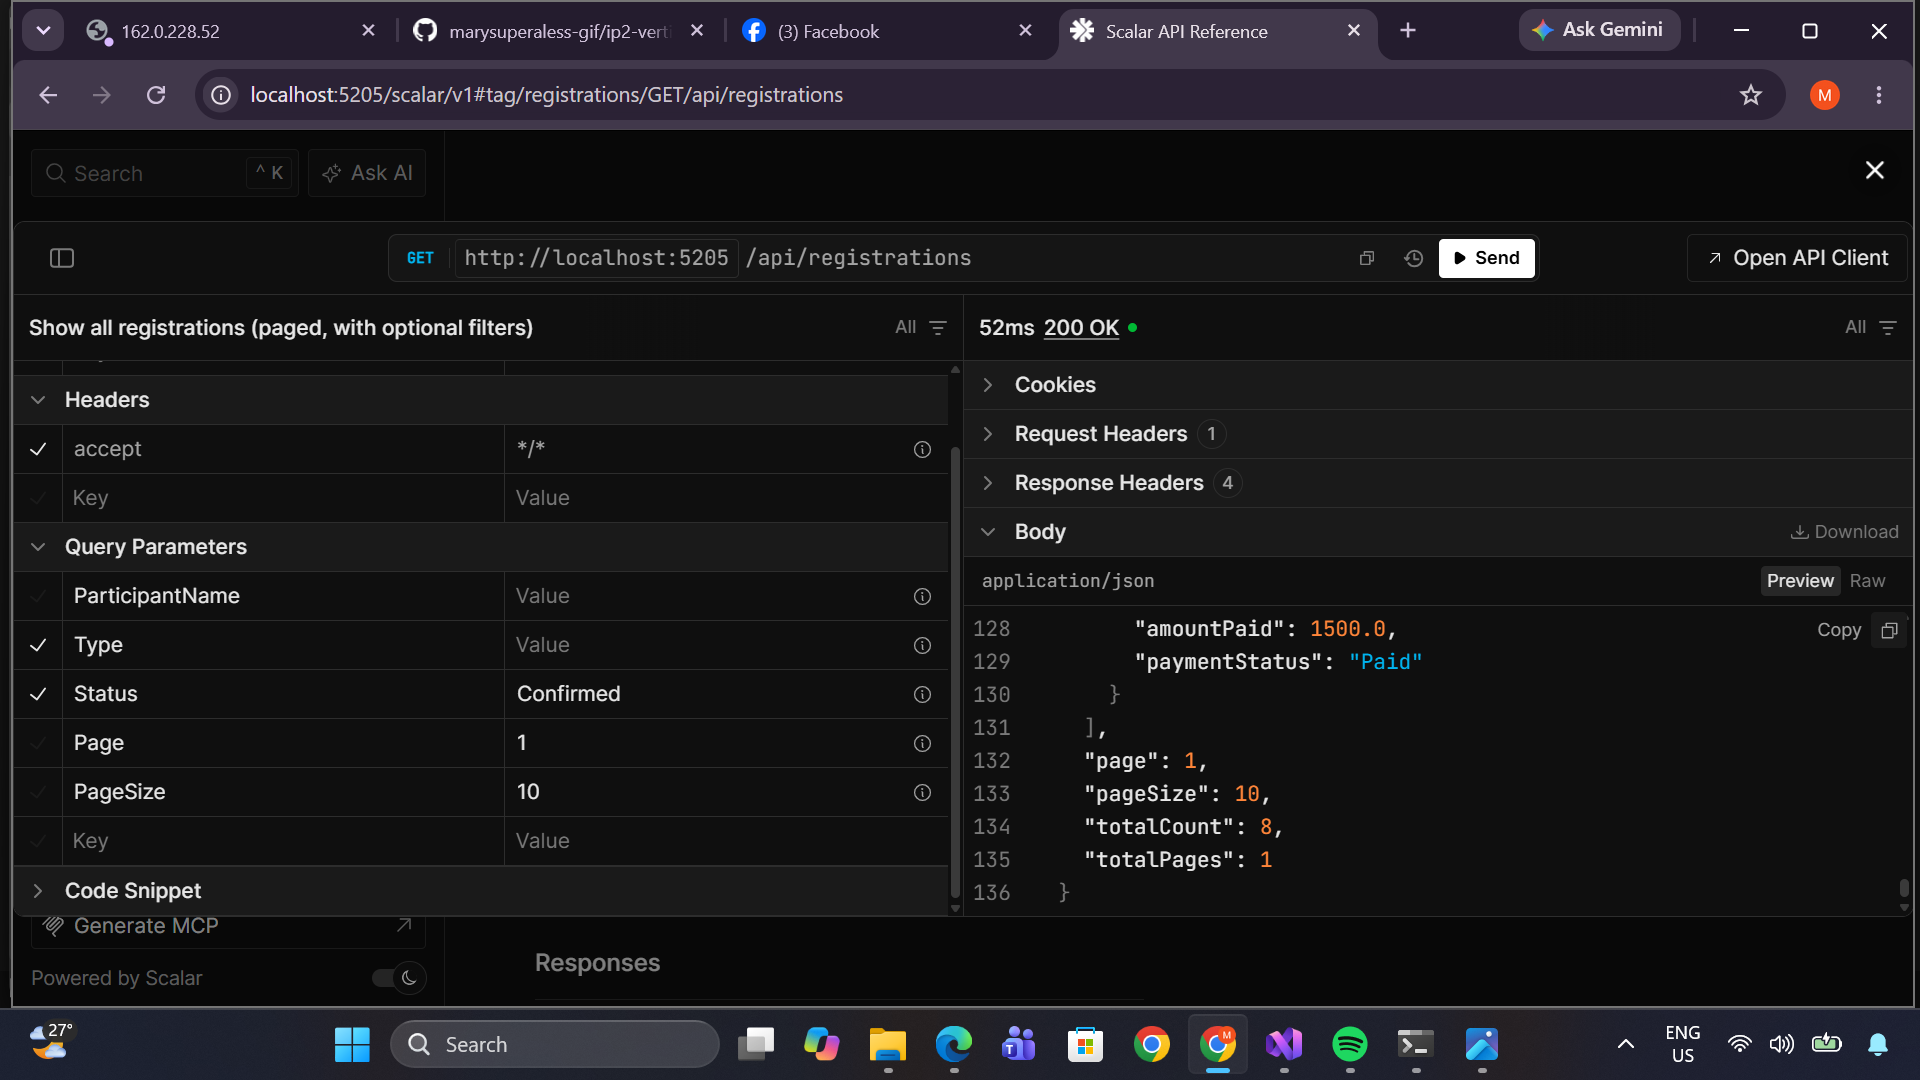 162.0.228.52
marysuperaless-gif/ip2-vert
(3) Facebook
Scalar API Reference
Ask Gemini
localhost:5205/scalar/v1#tag/registrations/GET/api/registrations
M
Search
^ K
Ask AI
GET
http://localhost:5205
/api/registrations
Send
Open API Client
Show all registrations (paged, with optional filters)
All
52ms 200 OK
All
Headers
accept
*/*
Key
Value
Query Parameters
ParticipantName
Value
Type
Value
Status
Confirmed
Page
1
PageSize
10
Key
Value
Code Snippet
Cookies
Request Headers 1
Response Headers 4
Body
Download
application/json
Preview
Raw
Copy
128 "amountPaid": 1500.0,
129 "paymentStatus": "Paid"
130 }
131 ],
132 "page": 1,
133 "pageSize": 10,
134 "totalCount": 8,
135 "totalPages": 1
136 }
Generate MCP
Powered by Scalar
Responses
27°
Search
ENG
US